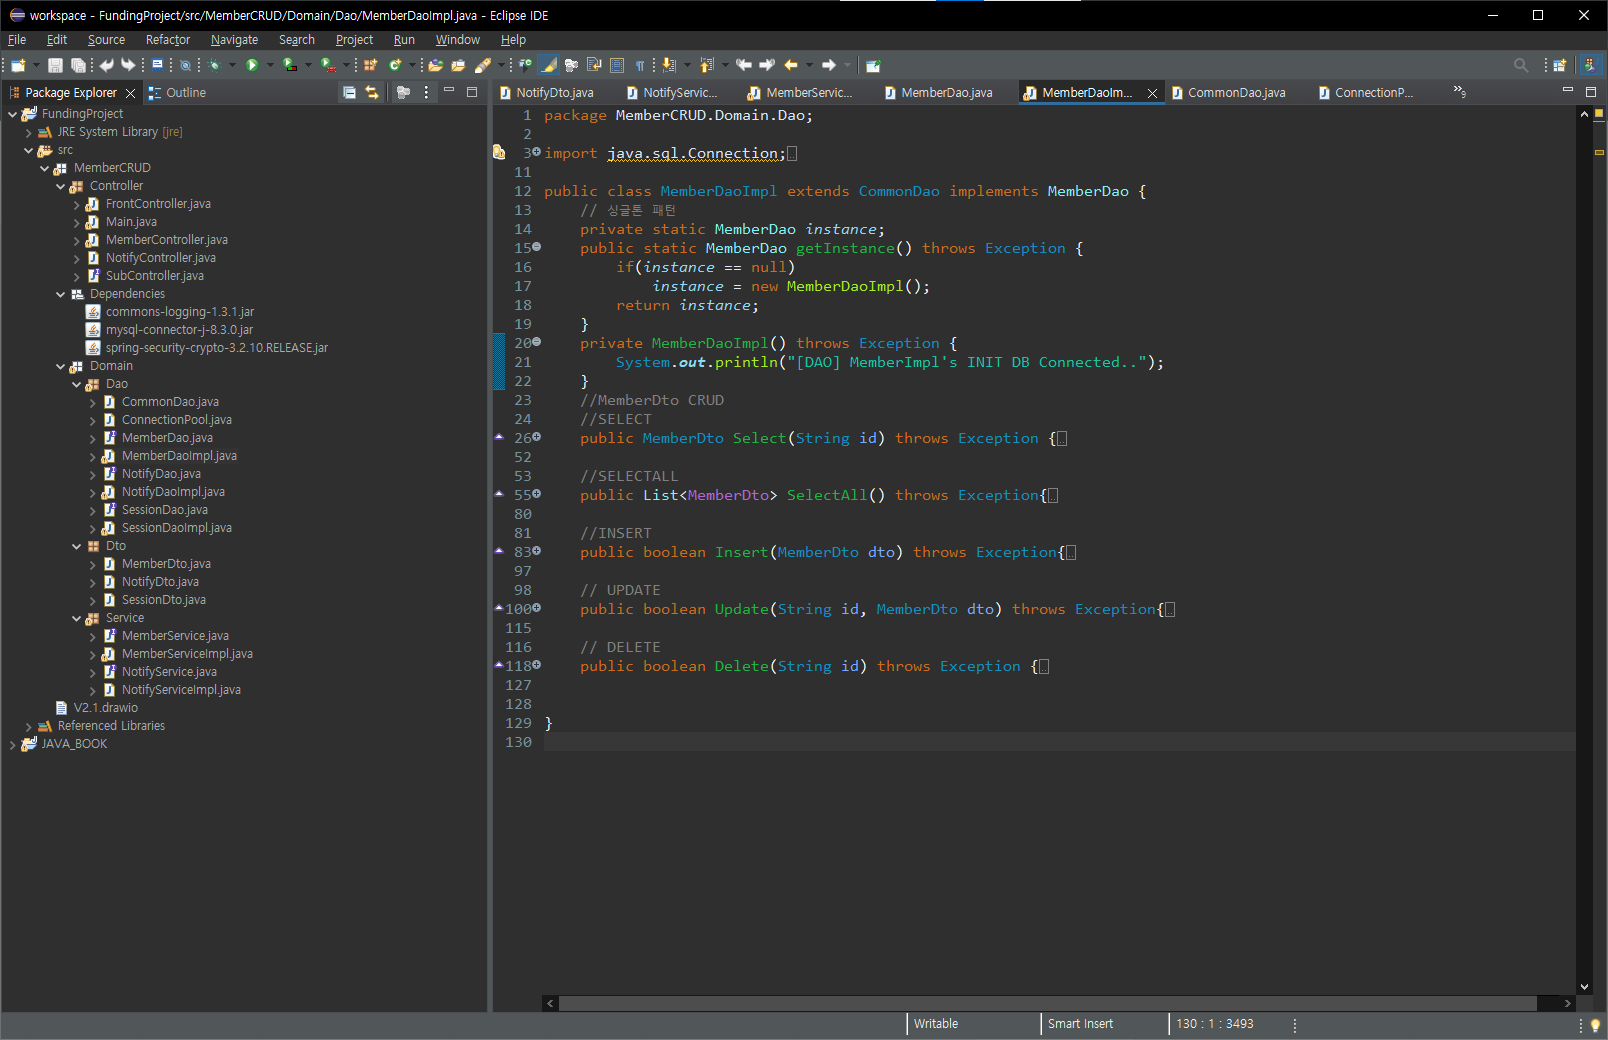 workspace - FundingProject/src/MemberCRUD/Domain/Dao/MemberDaoImpl.java - Eclipse IDE
File Edit Source Refactor Navigate Search Project Run Window Help
Package Explorer
Outline
FundingProject
JRE System Library [jre]
src
MemberCRUD
Controller
FrontController.java
Main.java
MemberController.java
NotifyController.java
SubController.java
Dependencies
commons-logging-1.3.1.jar
mysql-connector-j-8.3.0.jar
spring-security-crypto-3.2.10.RELEASE.jar
Domain
Dao
CommonDao.java
ConnectionPool.java
MemberDao.java
MemberDaoImpl.java
NotifyDao.java
NotifyDaoImpl.java
SessionDao.java
SessionDaoImpl.java
Dto
MemberDto.java
NotifyDto.java
SessionDto.java
Service
MemberService.java
MemberServiceImpl.java
NotifyService.java
NotifyServiceImpl.java
V2.1.drawio
Referenced Libraries
JAVA_BOOK
NotifyDto.java NotifyServic... MemberServic... MemberDao.java MemberDaoIm... CommonDao.java ConnectionP... »9
1 package MemberCRUD.Domain.Dao;
2
3 import java.sql.Connection;
11
12 public class MemberDaoImpl extends CommonDao implements MemberDao {
13 // 싱글톤 패턴
14 private static MemberDao instance;
15 public static MemberDao getInstance() throws Exception {
16 if(instance == null)
17 instance = new MemberDaoImpl();
18 return instance;
19 }
20 private MemberDaoImpl() throws Exception {
21 System.out.println("[DAO] MemberImpl's INIT DB Connected..");
22 }
23 //MemberDto CRUD
24 //SELECT
26 public MemberDto Select(String id) throws Exception {
52
53 //SELECTALL
55 public List<MemberDto> SelectAll() throws Exception{
80
81 //INSERT
83 public boolean Insert(MemberDto dto) throws Exception{
97
98 // UPDATE
100 public boolean Update(String id, MemberDto dto) throws Exception{
115
116 // DELETE
118 public boolean Delete(String id) throws Exception {
127
128
129 }
130
Writable Smart Insert 130 : 1 : 3493